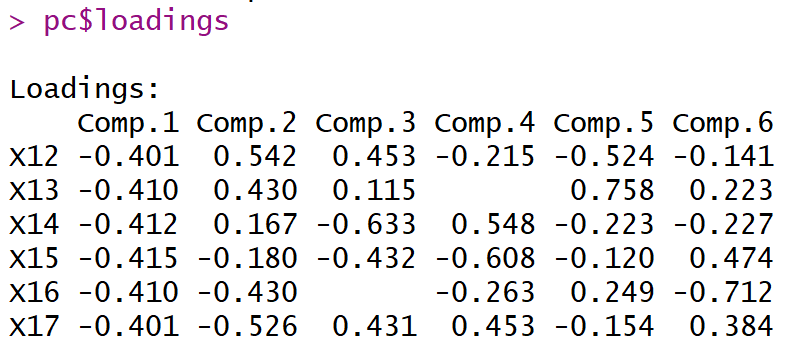 > pc$loadings
Loadings:
    Comp.1 Comp.2 Comp.3 Comp.4 Comp.5 Comp.6
X12 -0.401  0.542  0.453 -0.215 -0.524 -0.141
X13 -0.410  0.430  0.115         0.758  0.223
X14 -0.412  0.167 -0.633  0.548 -0.223 -0.227
X15 -0.415 -0.180 -0.432 -0.608 -0.120  0.474
X16 -0.410 -0.430        -0.263  0.249 -0.712
X17 -0.401 -0.526  0.431  0.453 -0.154  0.384